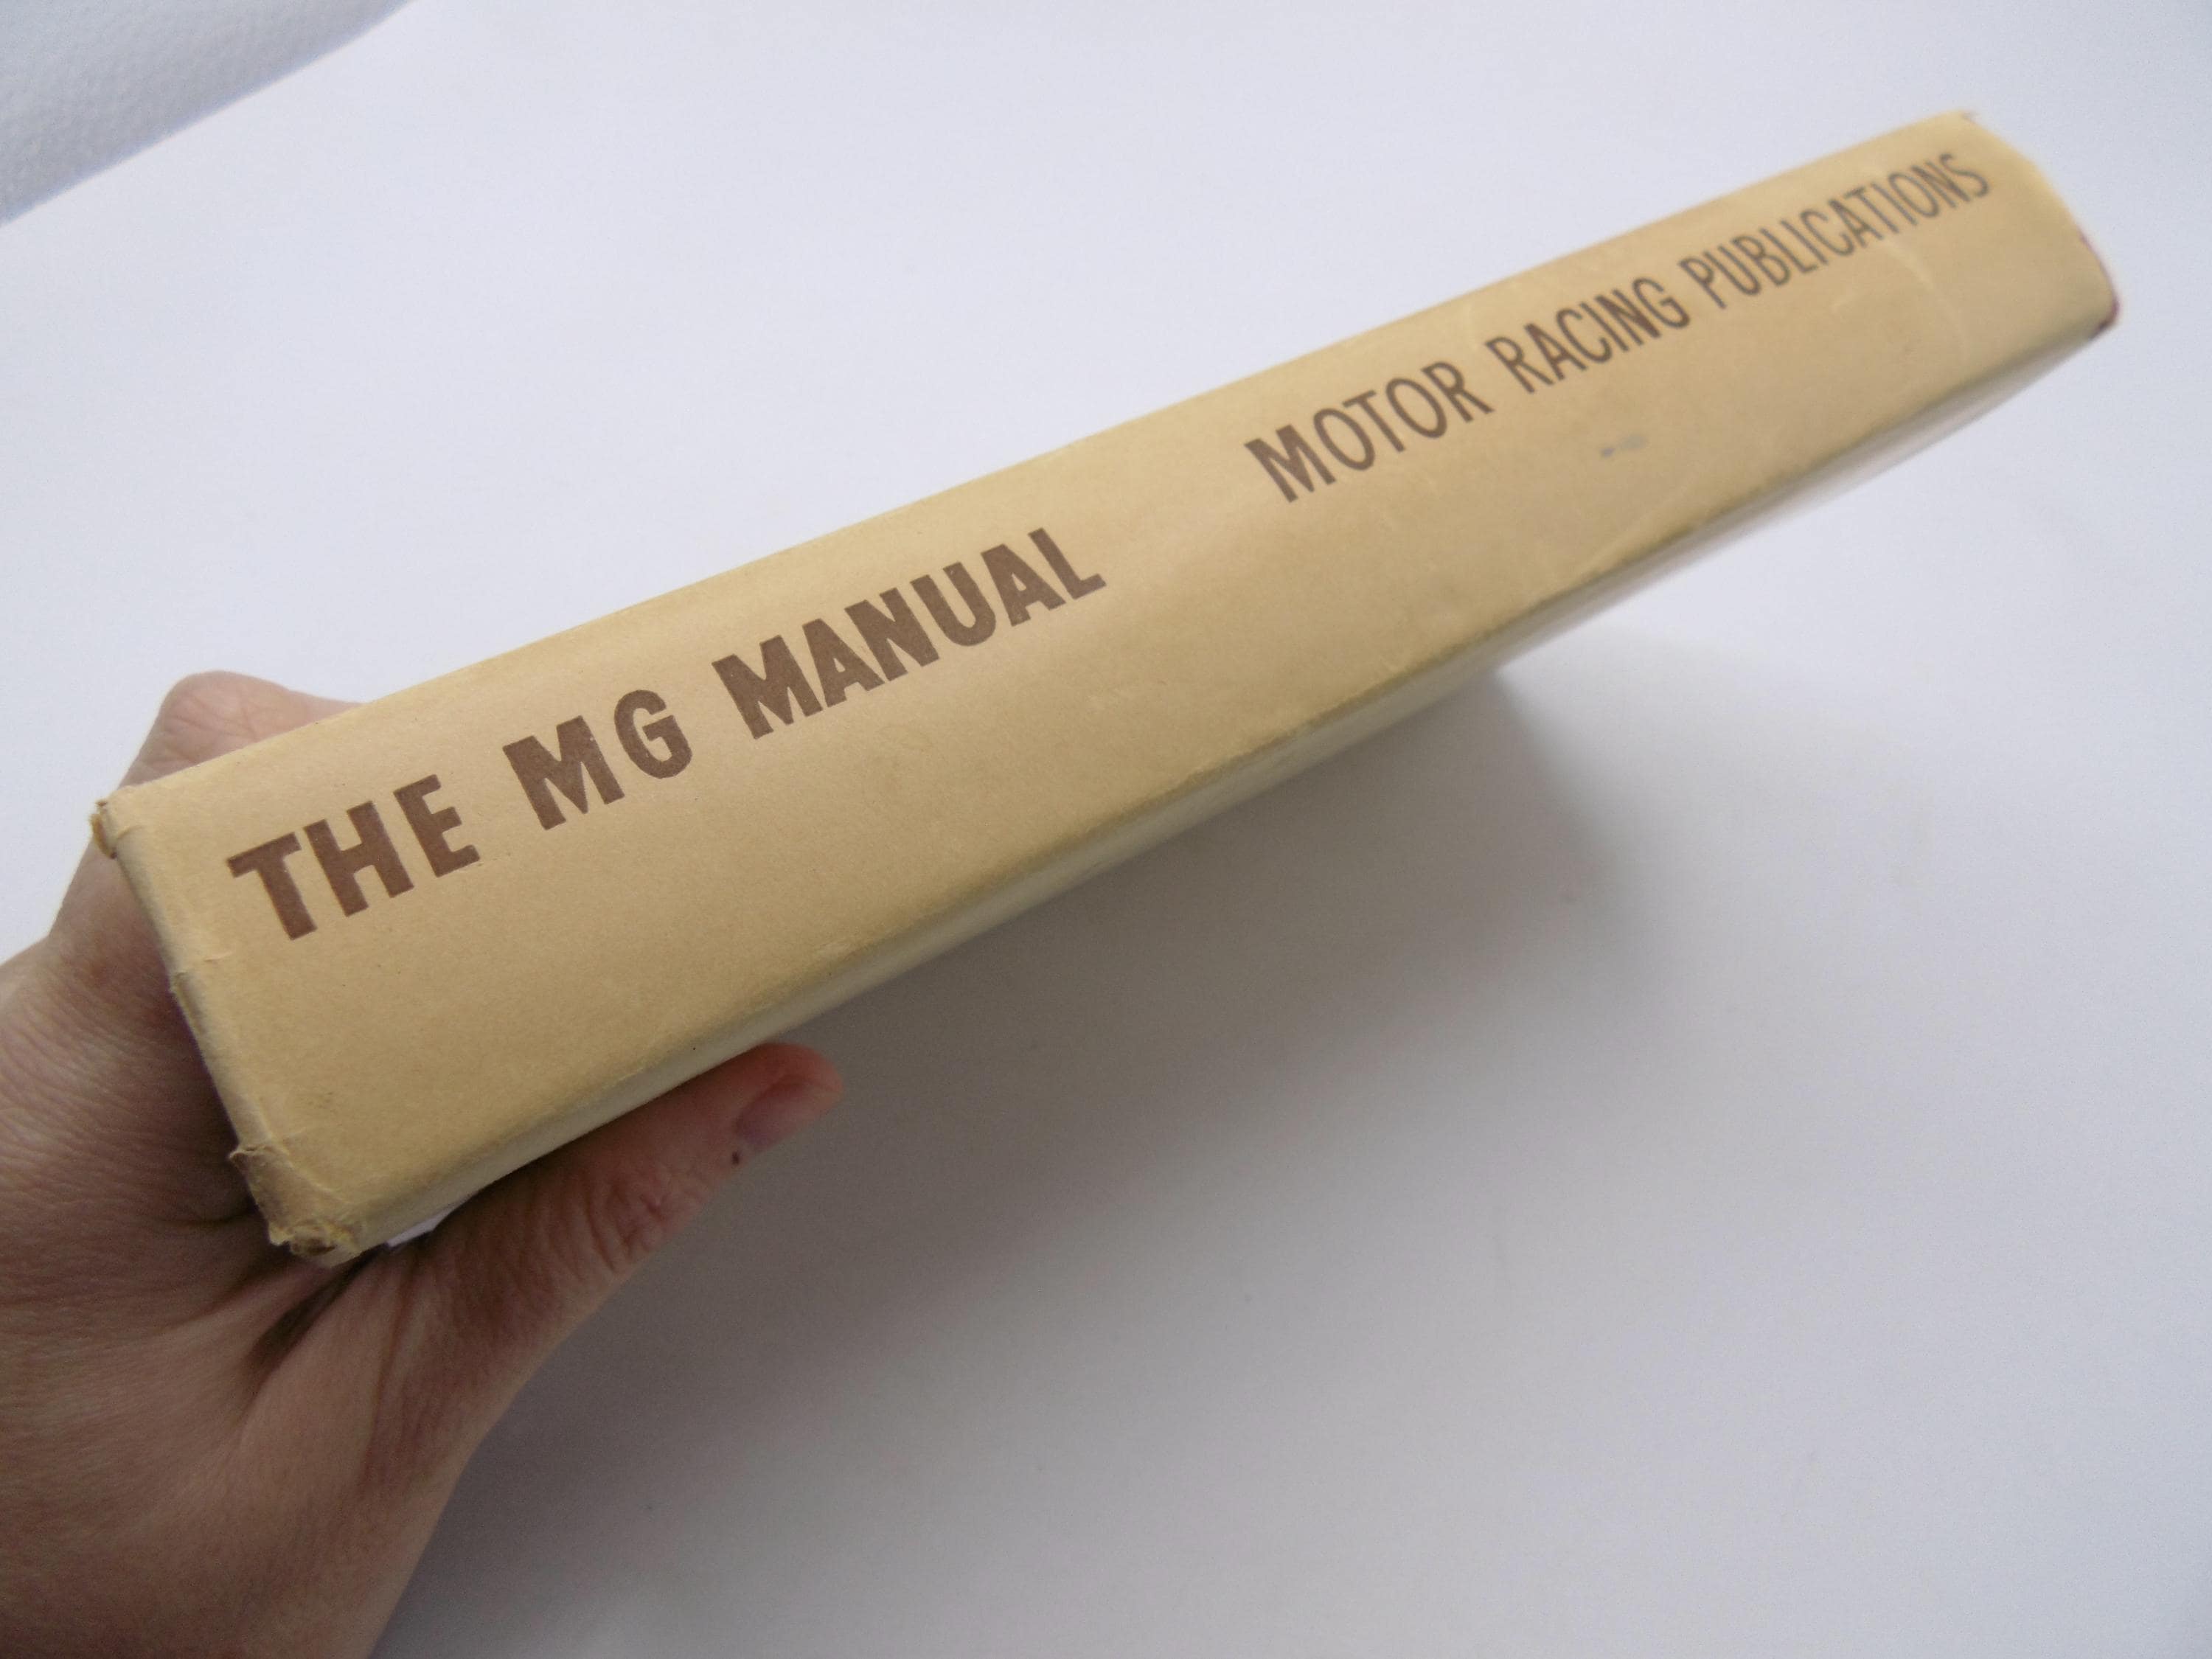 THE MG MANUAL
MOTOR RACING PUBLICATIONS